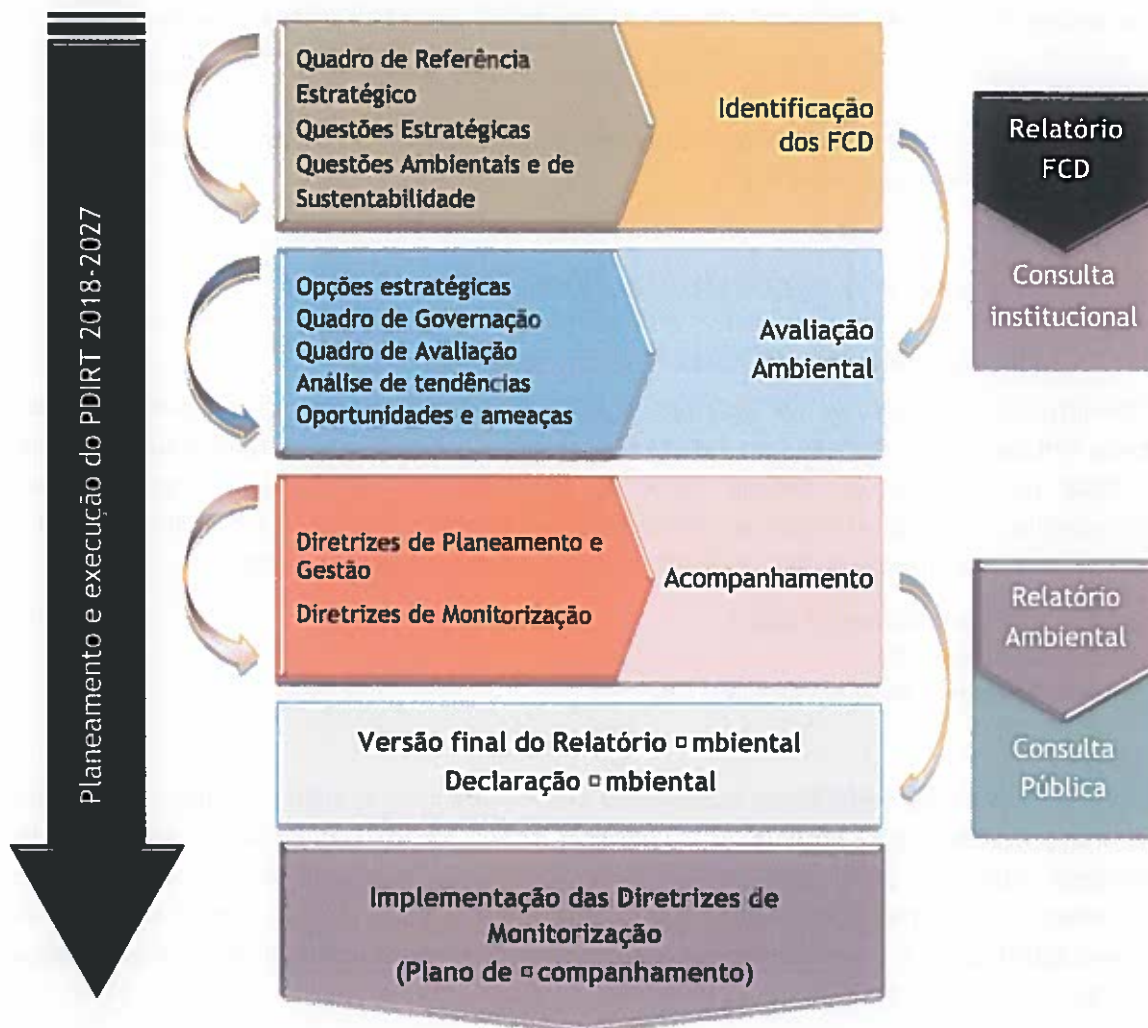 Planeamento e execução do PDIRT 2018-2027
Quadro de Referência
Estratégico
Questões Estratégicas
Questões Ambientais e de
Sustentabilidade
Identificação
dos FCD
Relatório
FCD
Consulta
institucional
Opções estratégicas
Quadro de Governação
Quadro de Avaliação
Análise de tendências
Oportunidades e ameaças
Avaliação
Ambiental
Diretrizes de Planeamento e
Gestão
Diretrizes de Monitorização
Acompanhamento
Relatório
Ambiental
Consulta
Pública
Versão final do Relatório ▫mbiental
Declaração ▫mbiental
Implementação das Diretrizes de
Monitorização
(Plano de ▫companhamento)